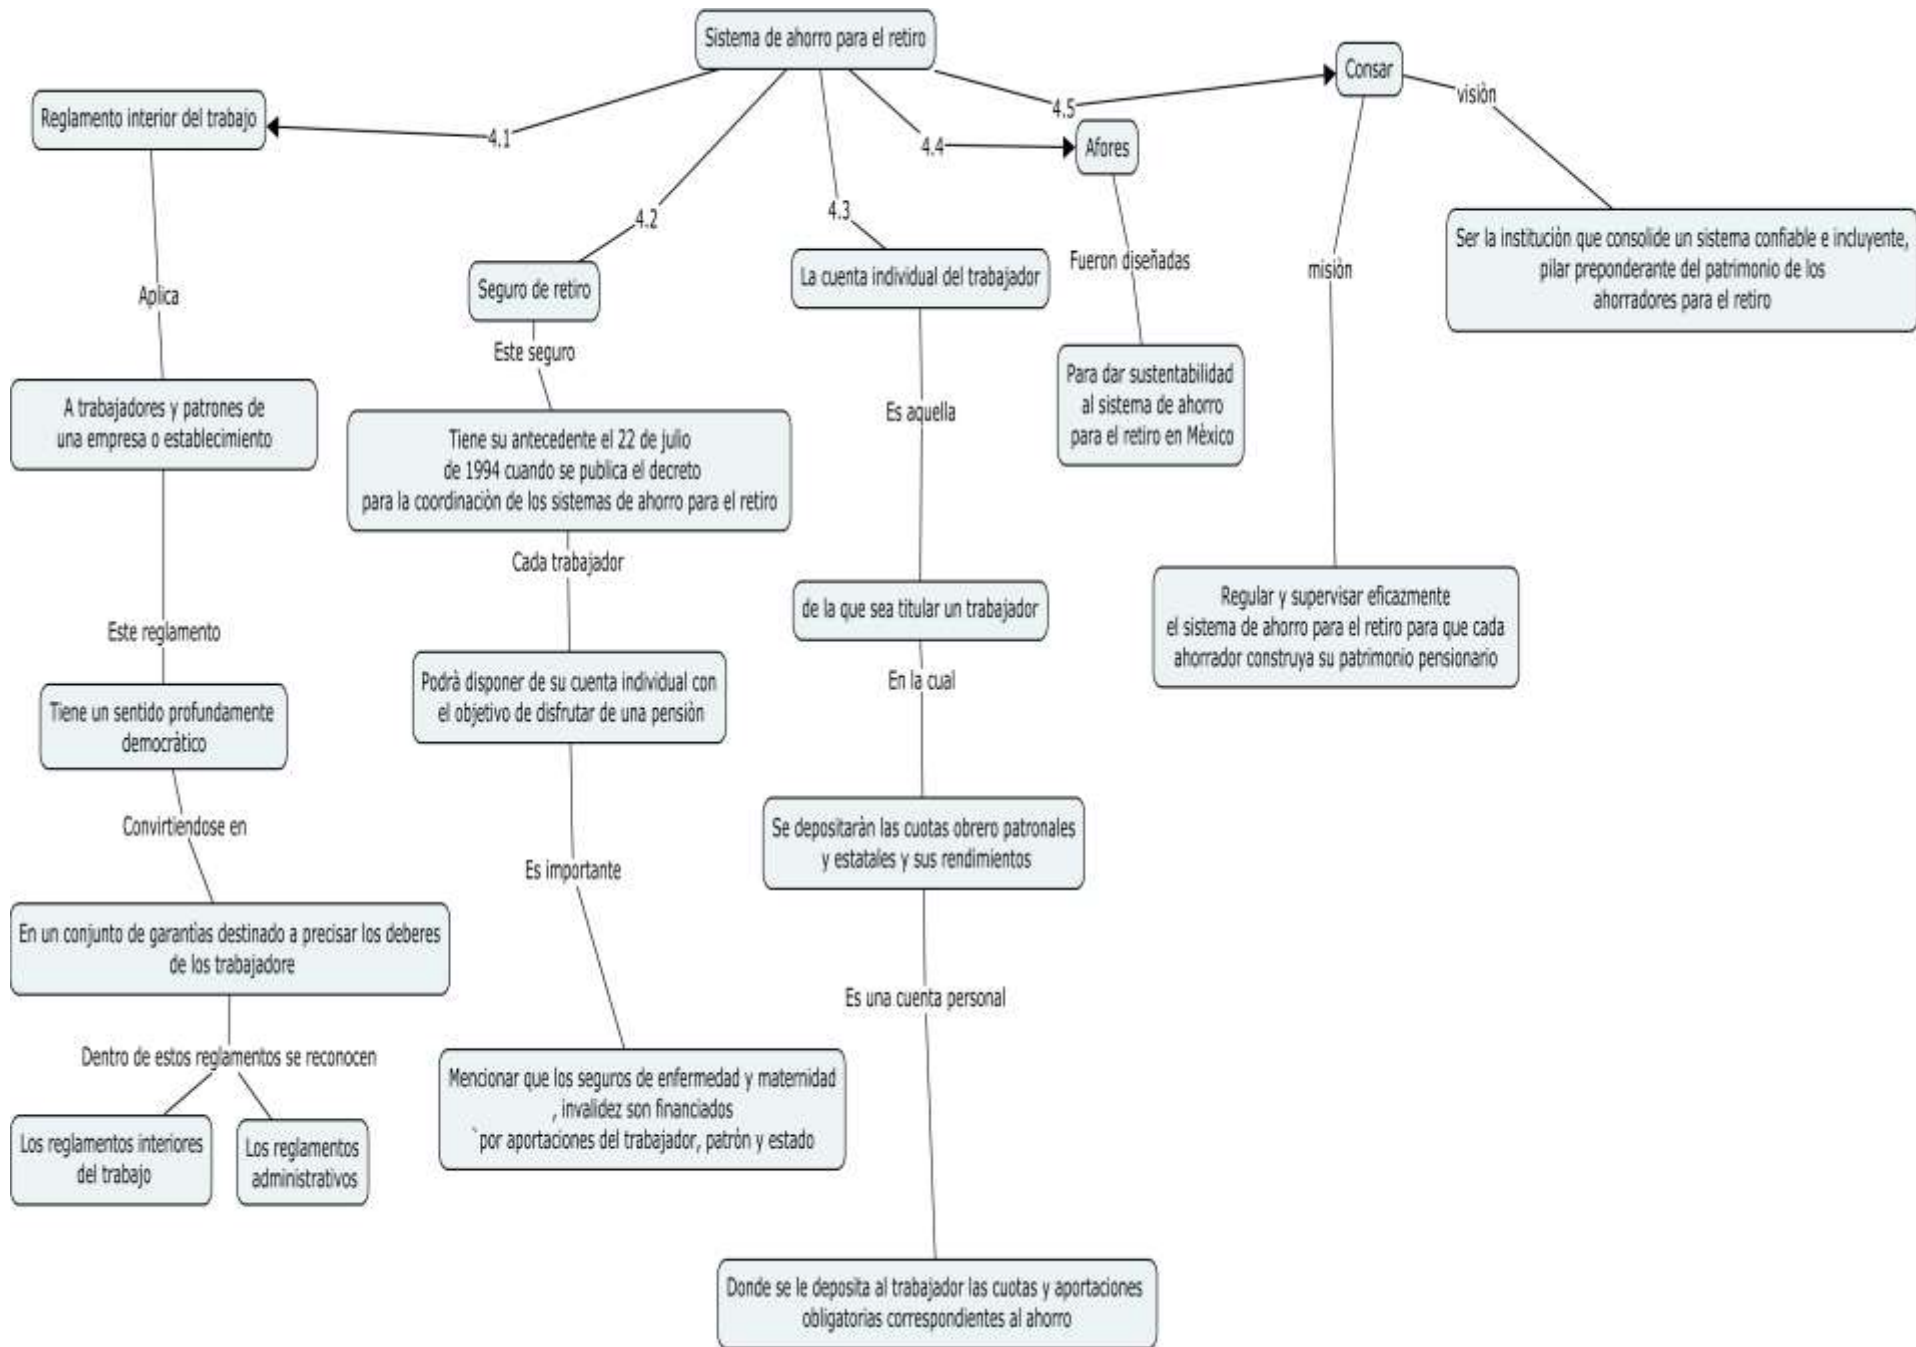 Sistema de ahorro para el retiro
4.1
Reglamento interior del trabajo
Aplica
A trabajadores y patrones de
una empresa o establecimiento
Este reglamento
Tiene un sentido profundamente
democràtico
Convirtiendose en
En un conjunto de garantìas destinado a precisar los deberes
de los trabajadore
Dentro de estos reglamentos se reconocen
Los reglamentos interiores
del trabajo
Los reglamentos
administrativos
4.2
Seguro de retiro
Este seguro
Tiene su antecedente el 22 de julio
de 1994 cuando se publica el decreto
para la coordinaciòn de los sistemas de ahorro para el retiro
Cada trabajador
Podrà disponer de su cuenta individual con
el objetivo de disfrutar de una pensiòn
Es importante
Mencionar que los seguros de enfermedad y maternidad
, invalidez son financiados
`por aportaciones del trabajador, patròn y estado
4.3
La cuenta individual del trabajador
Es aquella
de la que sea titular un trabajador
En la cual
Se depositaràn las cuotas obrero patronales
y estatales y sus rendimientos
Es una cuenta personal
Donde se le deposita al trabajador las cuotas y aportaciones
obligatorias correspondientes al ahorro
4.4
Afores
Fueron diseñadas
Para dar sustentabilidad
al sistema de ahorro
para el retiro en Mèxico
4.5
Consar
misiòn
Regular y supervisar eficazmente
el sistema de ahorro para el retiro para que cada
ahorrador construya su patrimonio pensionario
visiòn
Ser la instituciòn que consolide un sistema confiable e incluyente,
pilar preponderante del patrimonio de los
ahorradores para el retiro